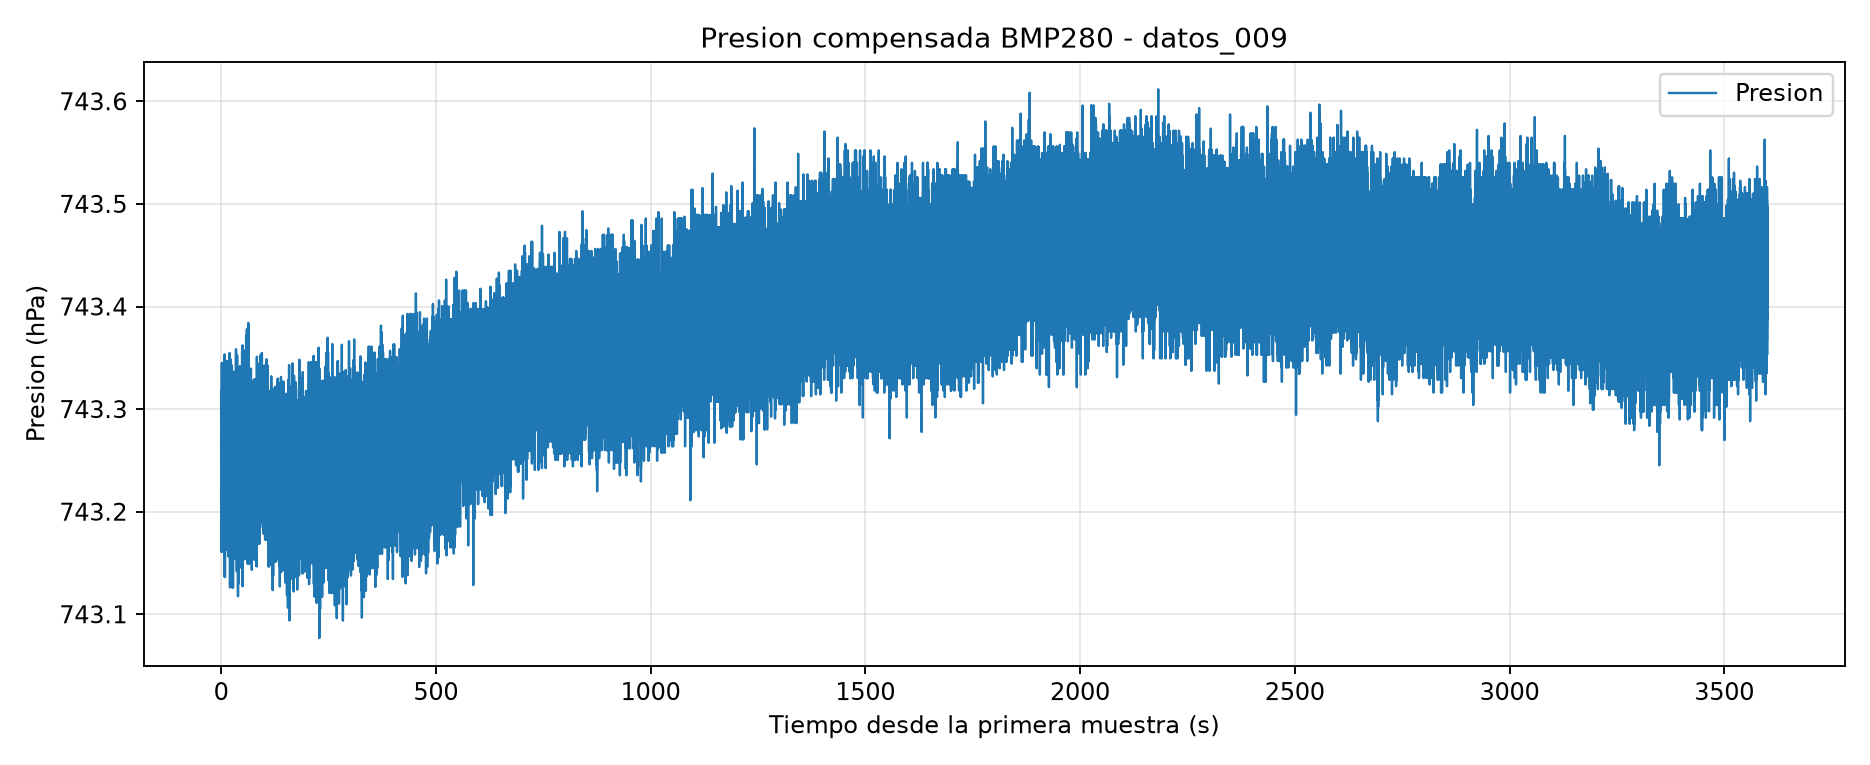 Presion compensada BMP280 - datos_009
Presion
743.6
743.5
743.4
743.3
743.2
743.1
Presion (hPa)
0 500 1000 1500 2000 2500 3000 3500
Tiempo desde la primera muestra (s)